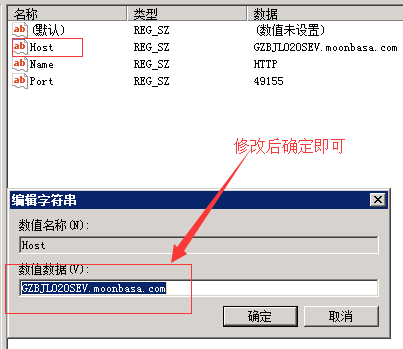 名称 类型 数据
ab (默认) REG_SZ (数值未设置)
ab Host REG_SZ GZBJLO20SEV.moonbasa.com
ab Name REG_SZ HTTP
ab Port REG_SZ 49155
修改后确定即可
编辑字符串
数值名称(N):
Host
数值数据(V):
GZBJLO20SEV.moonbasa.com
确定 取消